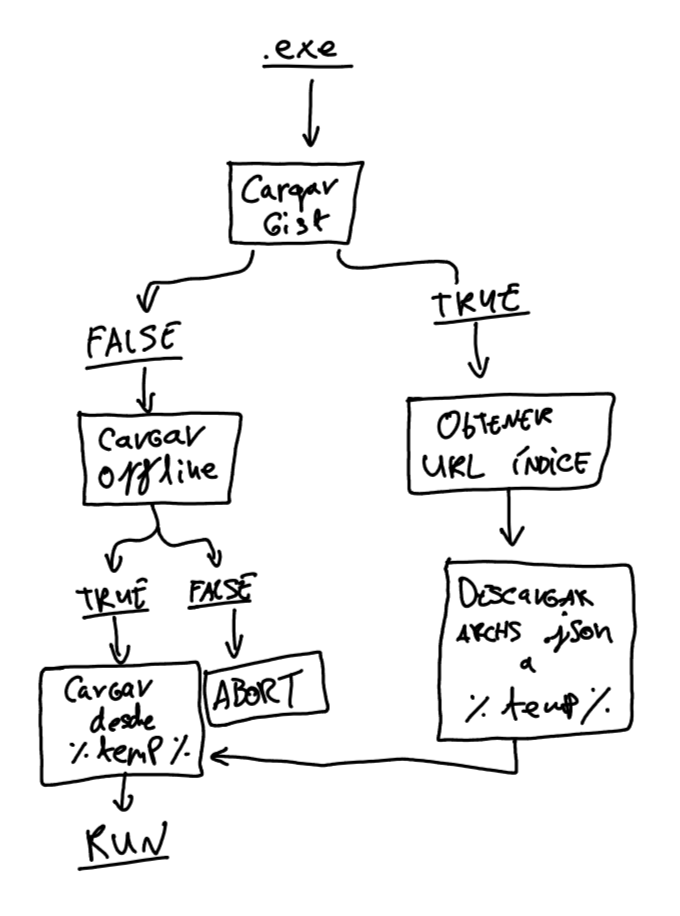 .exe
Cargar
Gist
FALSE
TRUE
Cargar
offline
Obtener
URL índice
TRUE
FALSE
Descargar
archs json
a
%temp%
Cargar
desde
%temp%
ABORT
RUN